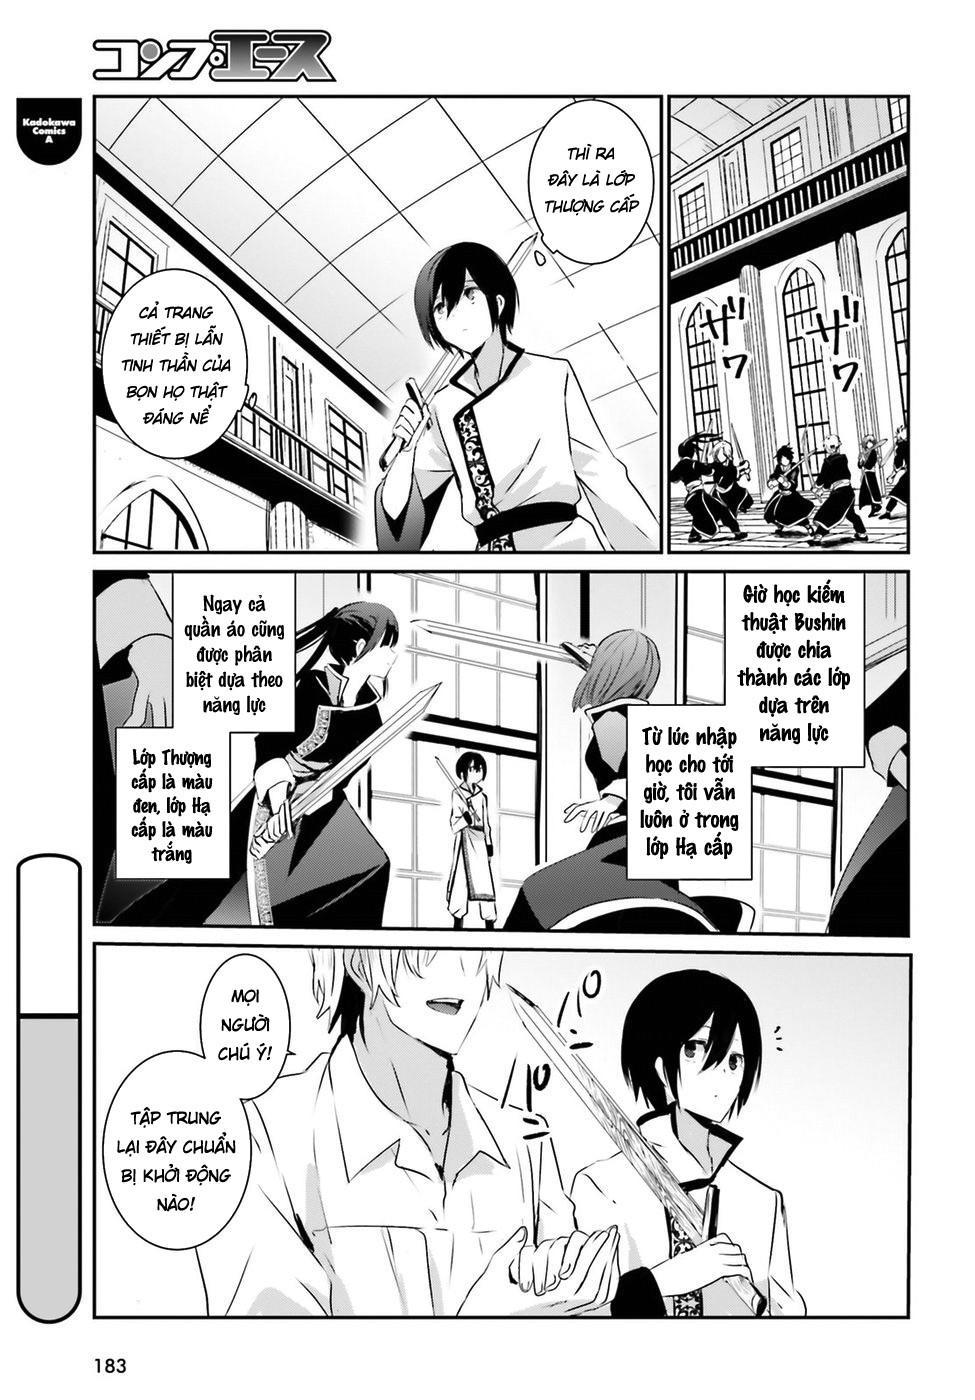 コンプエース
Kadokawa
Comics
A
ザワ
ザワ
THÌ RA
ĐÂY LÀ LỚP
THƯỢNG CẤP
CẢ TRANG
THIẾT BỊ LẪN
TINH THẦN CỦA
BỌN HỌ THẬT
ĐÁNG NỂ
Giờ học kiếm
thuật Bushin
được chia
thành các lớp
dựa trên
năng lực
Từ lúc nhập
học cho tới
giờ, tôi vẫn
luôn ở trong
lớp Hạ cấp
Ngay cả
quần áo cũng
được phân
biệt dựa theo
năng lực
Lớp Thượng
cấp là màu
đen, lớp Hạ
cấp là màu
trắng
パン
パン
MỌI
NGƯỜI
CHÚ Ý!
TẬP TRUNG
LẠI ĐÂY CHUẨN
BỊ KHỞI ĐỘNG
NÀO!
183